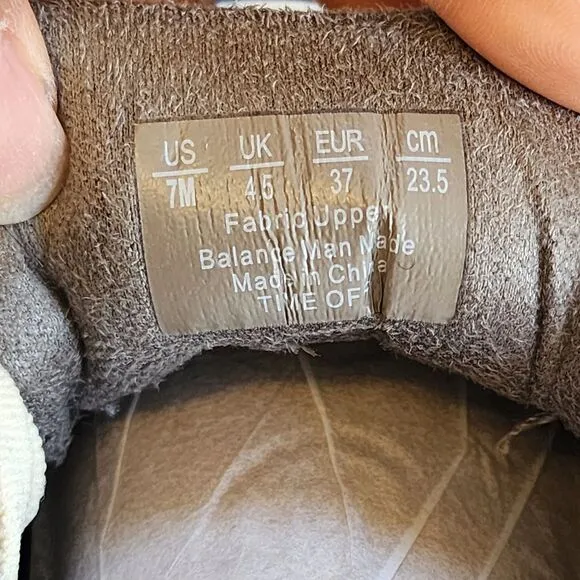 US UK EUR cm
7M 4.5 37 23.5
Fabric Upper
Balance Man Made
Made in China
TIME OFF